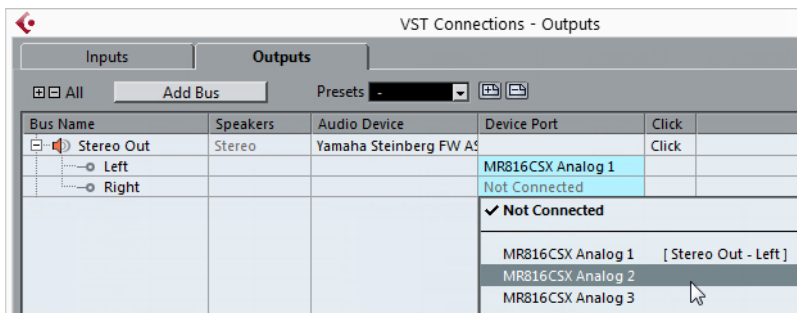 VST Connections - Outputs
Inputs Outputs
All Add Bus Presets -
Bus Name Speakers Audio Device Device Port Click
Stereo Out Stereo Yamaha Steinberg FW AS Click
Left MR816CSX Analog 1
Right Not Connected
✓ Not Connected
MR816CSX Analog 1 [ Stereo Out - Left ]
MR816CSX Analog 2
MR816CSX Analog 3